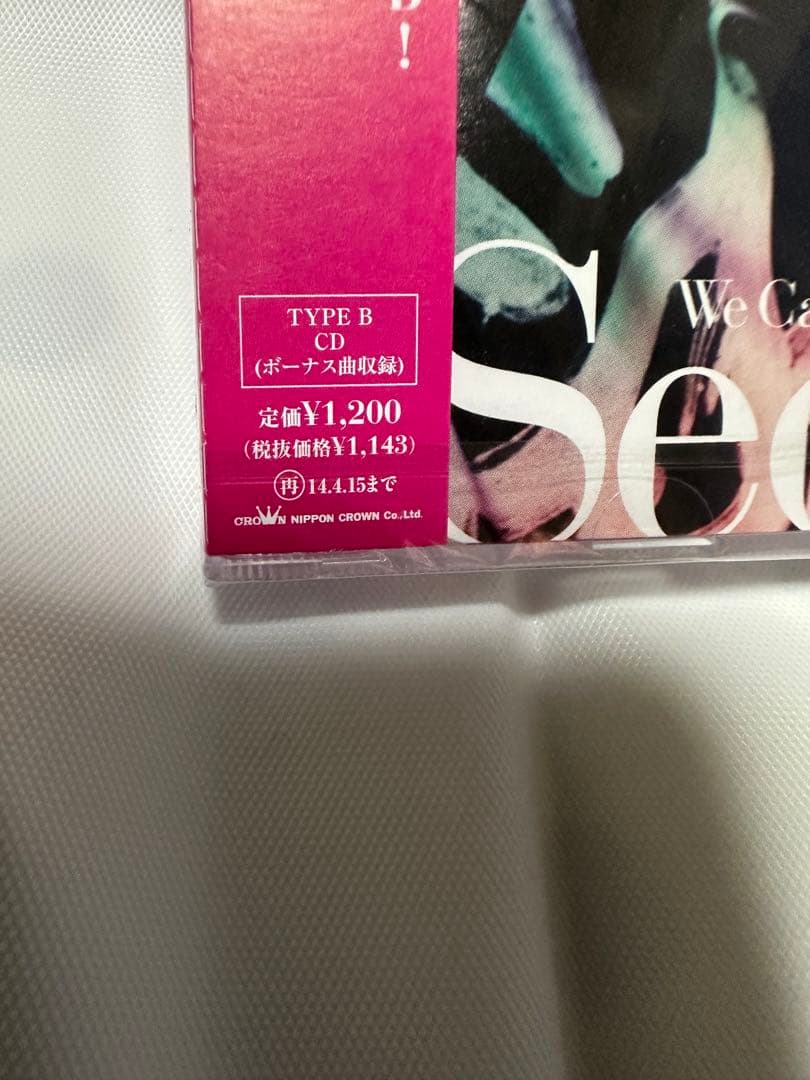 !
TYPE B
CD
(ボーナス曲収録)
定価¥1,200
(税抜価格¥1,143)
再 14.4.15まで
CROWN NIPPON CROWN Co.,Ltd.
We Ca
Sec